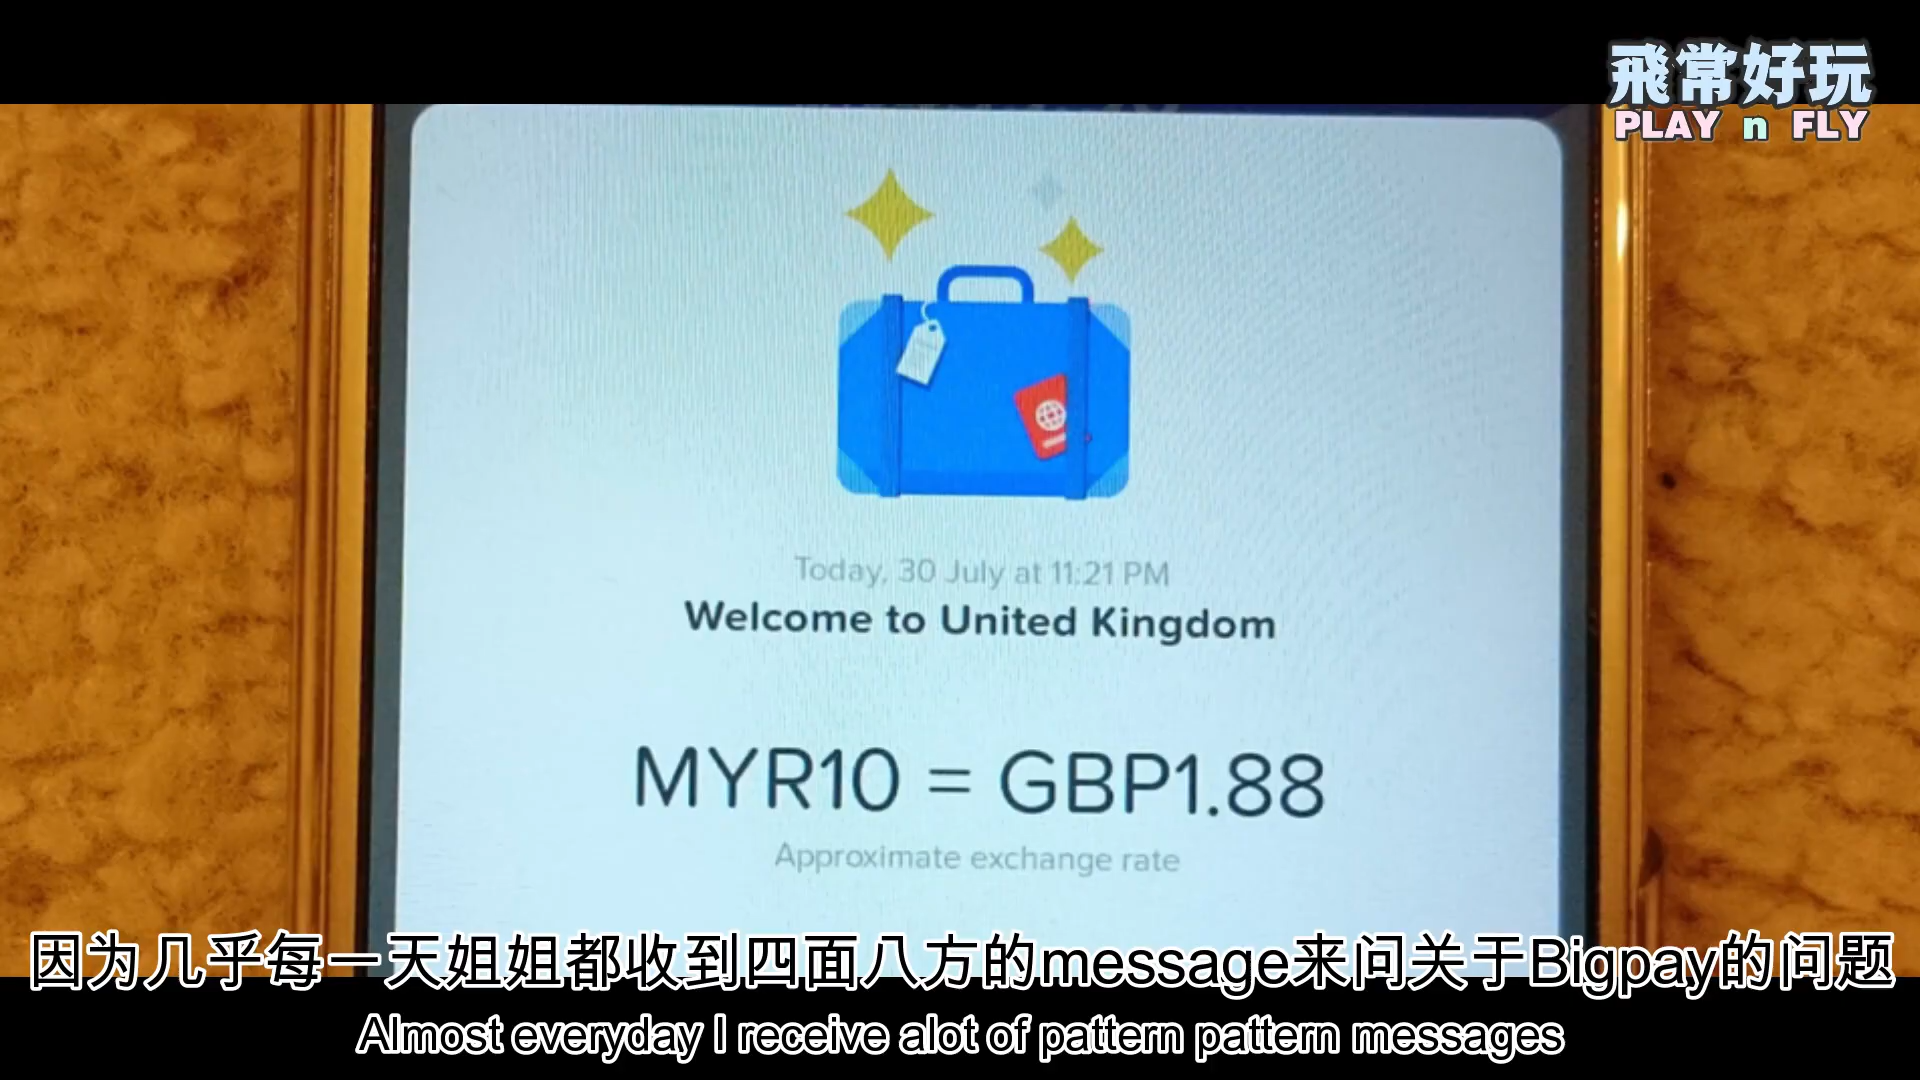 飛常好玩
PLAY n FLY
Today, 30 July at 11:21 PM
Welcome to United Kingdom
MYR10 = GBP1.88
Approximate exchange rate
因为几乎每一天姐姐都收到四面八方的message来问关于Bigpay的问题
Almost everyday I receive alot of pattern pattern messages